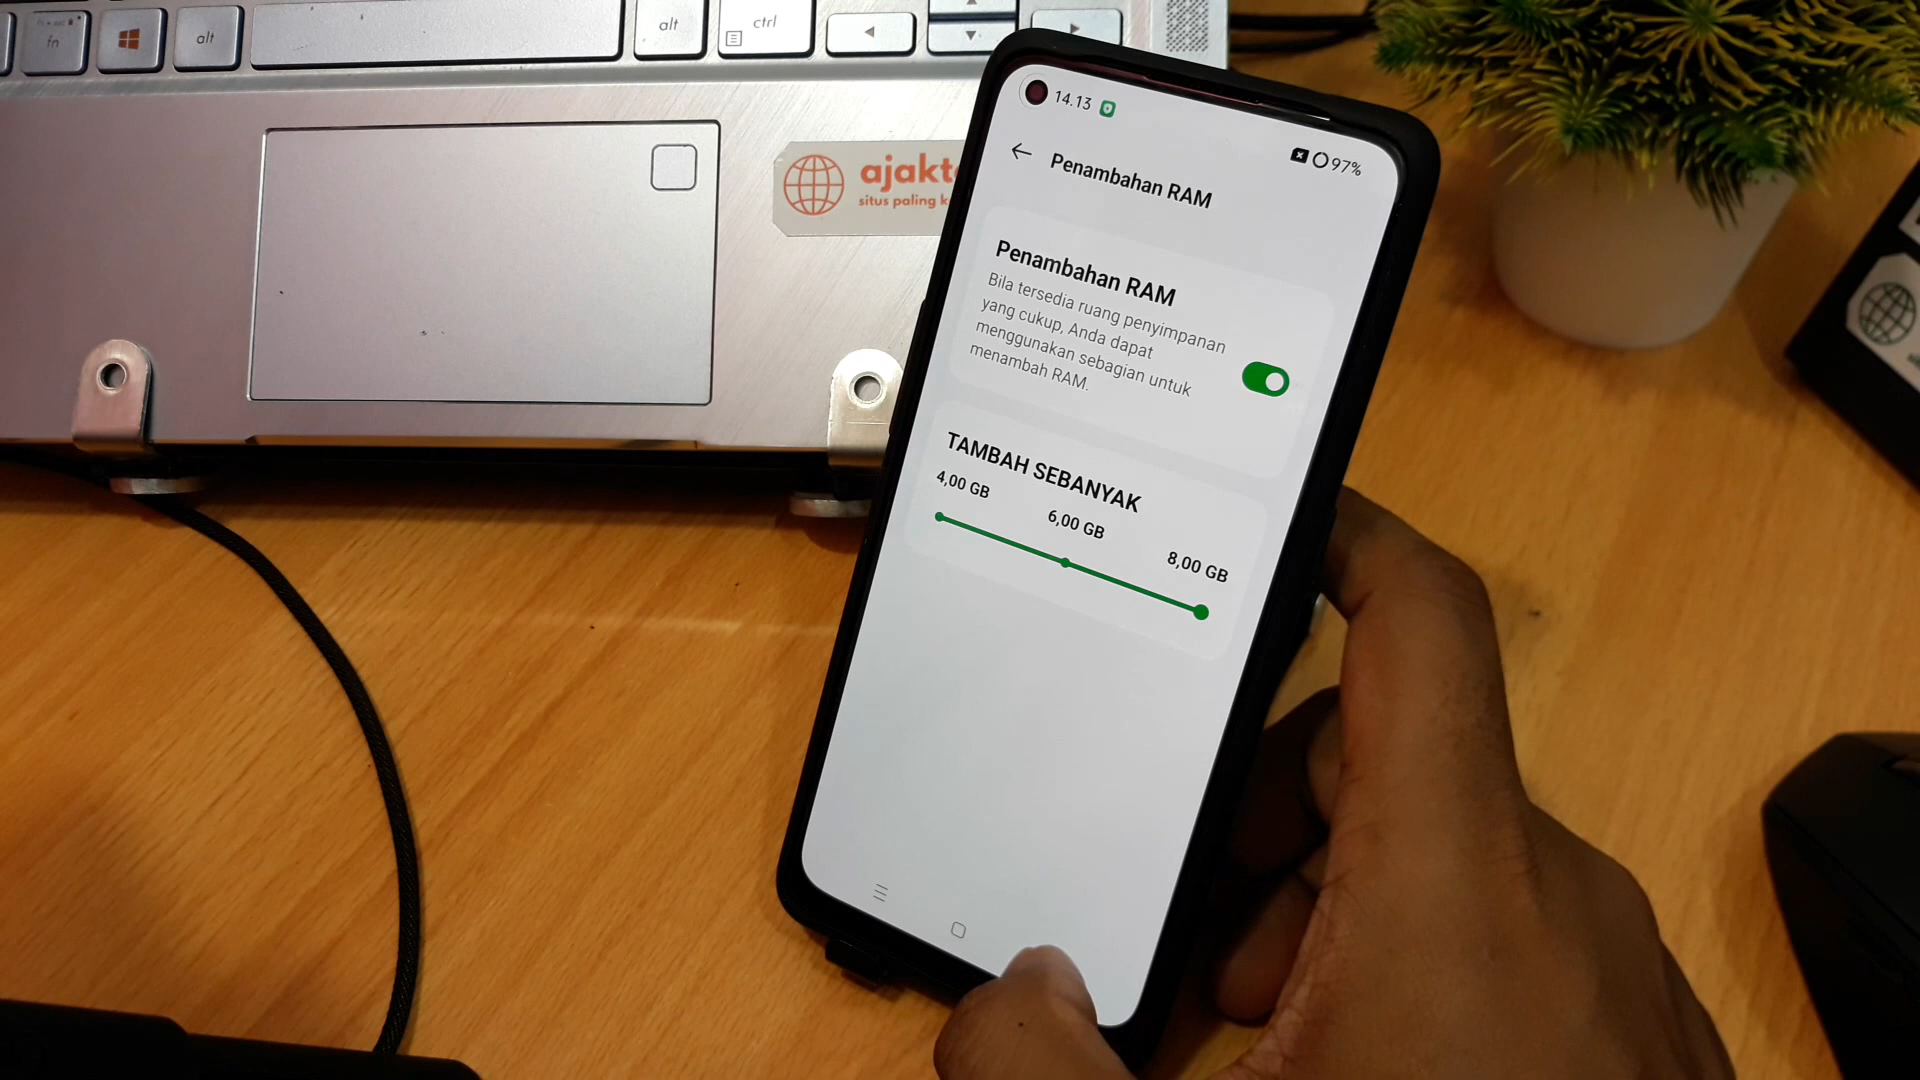 fn
alt
alt
ctrl
situs paling
14.13
97%
Penambahan RAM
Penambahan RAM
Bila tersedia ruang penyimpanan
yang cukup, Anda dapat
menggunakan sebagian untuk
menambah RAM.
TAMBAH SEBANYAK
4,00 GB
6,00 GB
8,00 GB